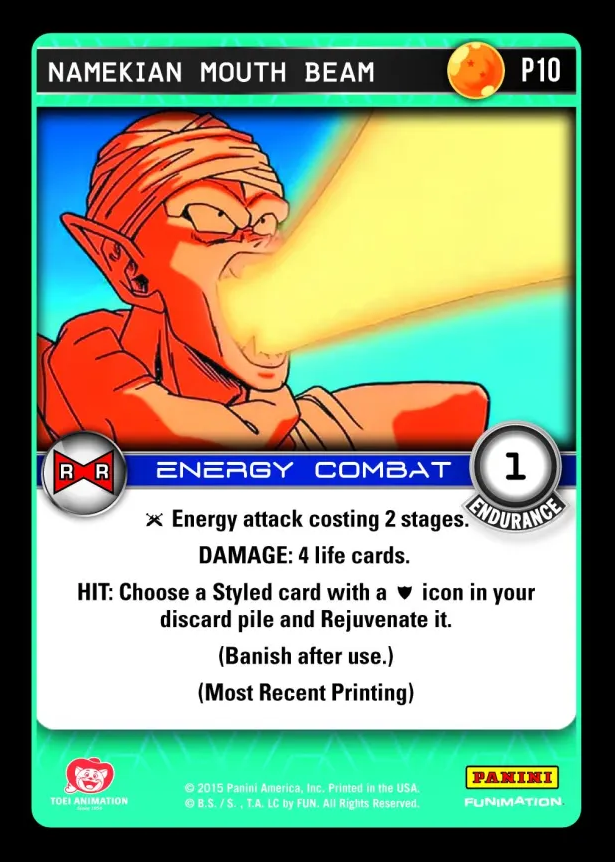 NAMEKIAN MOUTH BEAM P10
R R ENERGY COMBAT 1
ENDURANCE
Energy attack costing 2 stages.
DAMAGE: 4 life cards.
HIT: Choose a Styled card with a icon in your
discard pile and Rejuvenate it.
(Banish after use.)
(Most Recent Printing)
TOEI ANIMATION
© 2015 Panini America, Inc. Printed in the USA.
© B.S. / S. , T.A. LC by FUN. All Rights Reserved.
PANINI
FUNIMATION